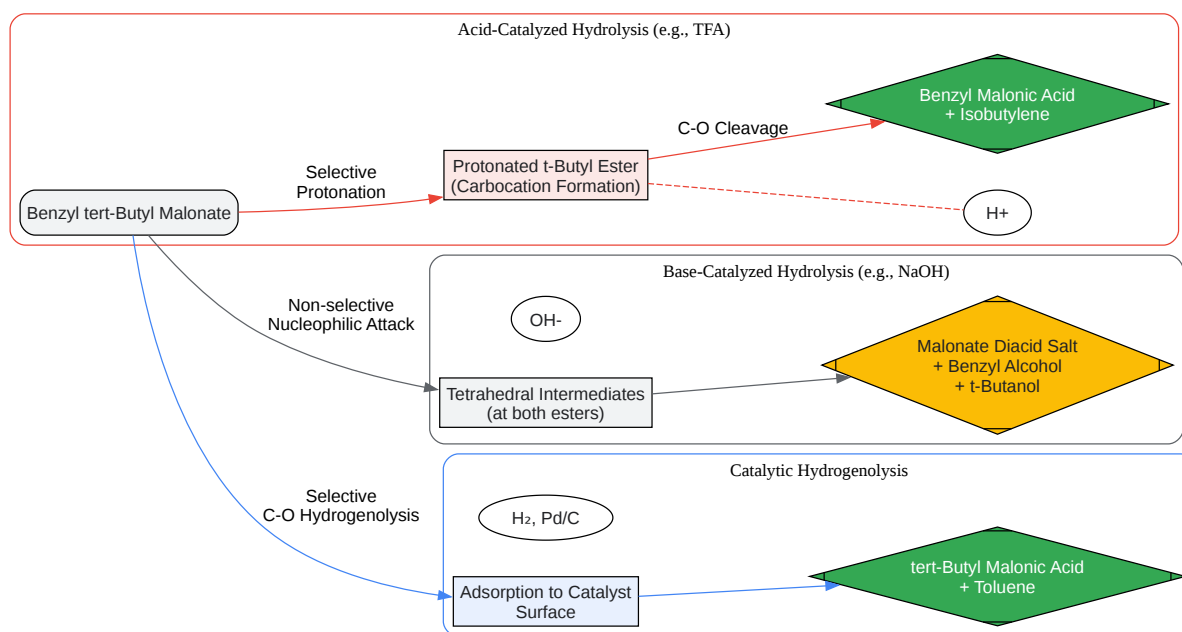 Acid-Catalyzed Hydrolysis (e.g., TFA)
Benzyl Malonic Acid
+ Isobutylene
C-O Cleavage
Selective
Protonation
Protonated t-Butyl Ester
(Carbocation Formation)
Benzyl tert-Butyl Malonate
H+
Base-Catalyzed Hydrolysis (e.g., NaOH)
Non-selective
Nucleophilic Attack
OH-
Malonate Diacid Salt
+ Benzyl Alcohol
+ t-Butanol
Tetrahedral Intermediates
(at both esters)
Catalytic Hydrogenolysis
Selective
C-O Hydrogenolysis
H₂, Pd/C
tert-Butyl Malonic Acid
+ Toluene
Adsorption to Catalyst
Surface